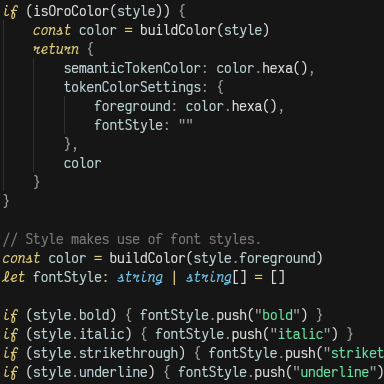 if (isOroColor(style)) {
    const color = buildColor(style)
    return {
        semanticTokenColor: color.hexa(),
        tokenColorSettings: {
            foreground: color.hexa(),
            fontStyle: ""
        },
        color
    }
}

// Style makes use of font styles.
const color = buildColor(style.foreground)
let fontStyle: string | string[] = []

if (style.bold) { fontStyle.push("bold") }
if (style.italic) { fontStyle.push("italic") }
if (style.strikethrough) { fontStyle.push("striket
if (style.underline) { fontStyle.push("underline")